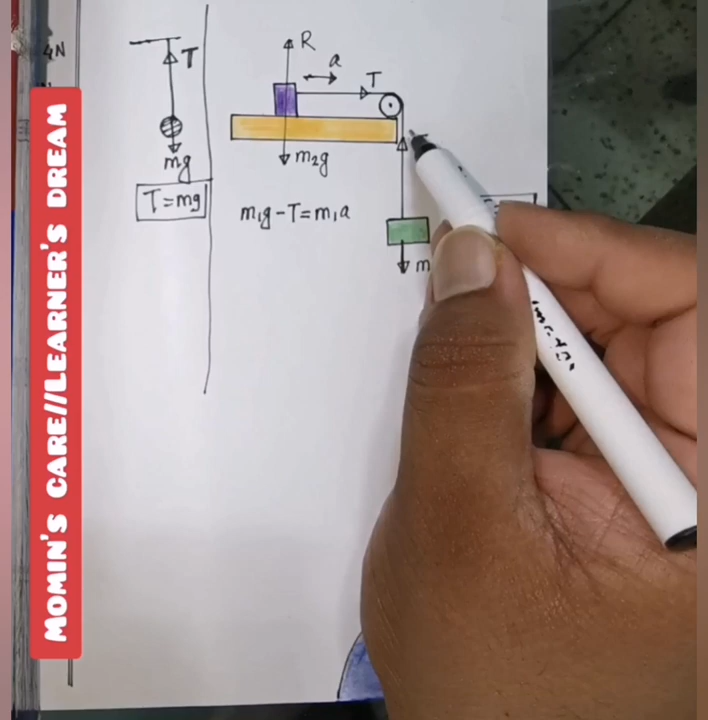 4N
T
mg
T=mg
R
a
T
m₂g
m₁g-T=m₁a
m
MOMIN'S CARE//LEARNER'S DREAM